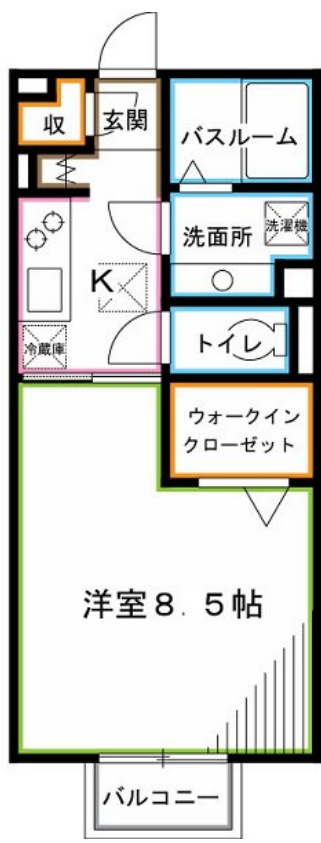 収
玄関
バスルーム
洗面所
洗濯機
K
冷蔵庫
トイレ
ウォークイン
クローゼット
洋室8.5帖
バルコニー